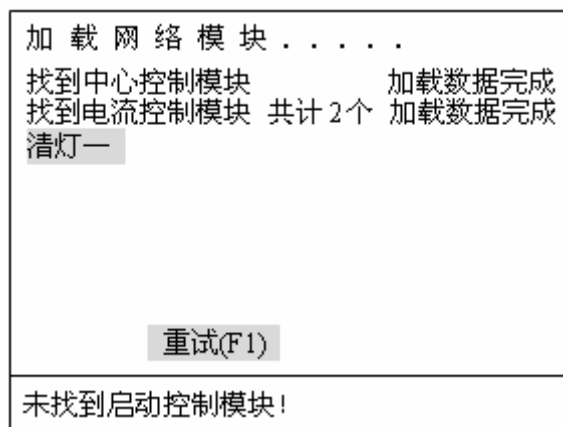 加载网络模块.....
找到中心控制模块 加载数据完成
找到电流控制模块 共计2个 加载数据完成
清灯一
重试(F1)
未找到启动控制模块!